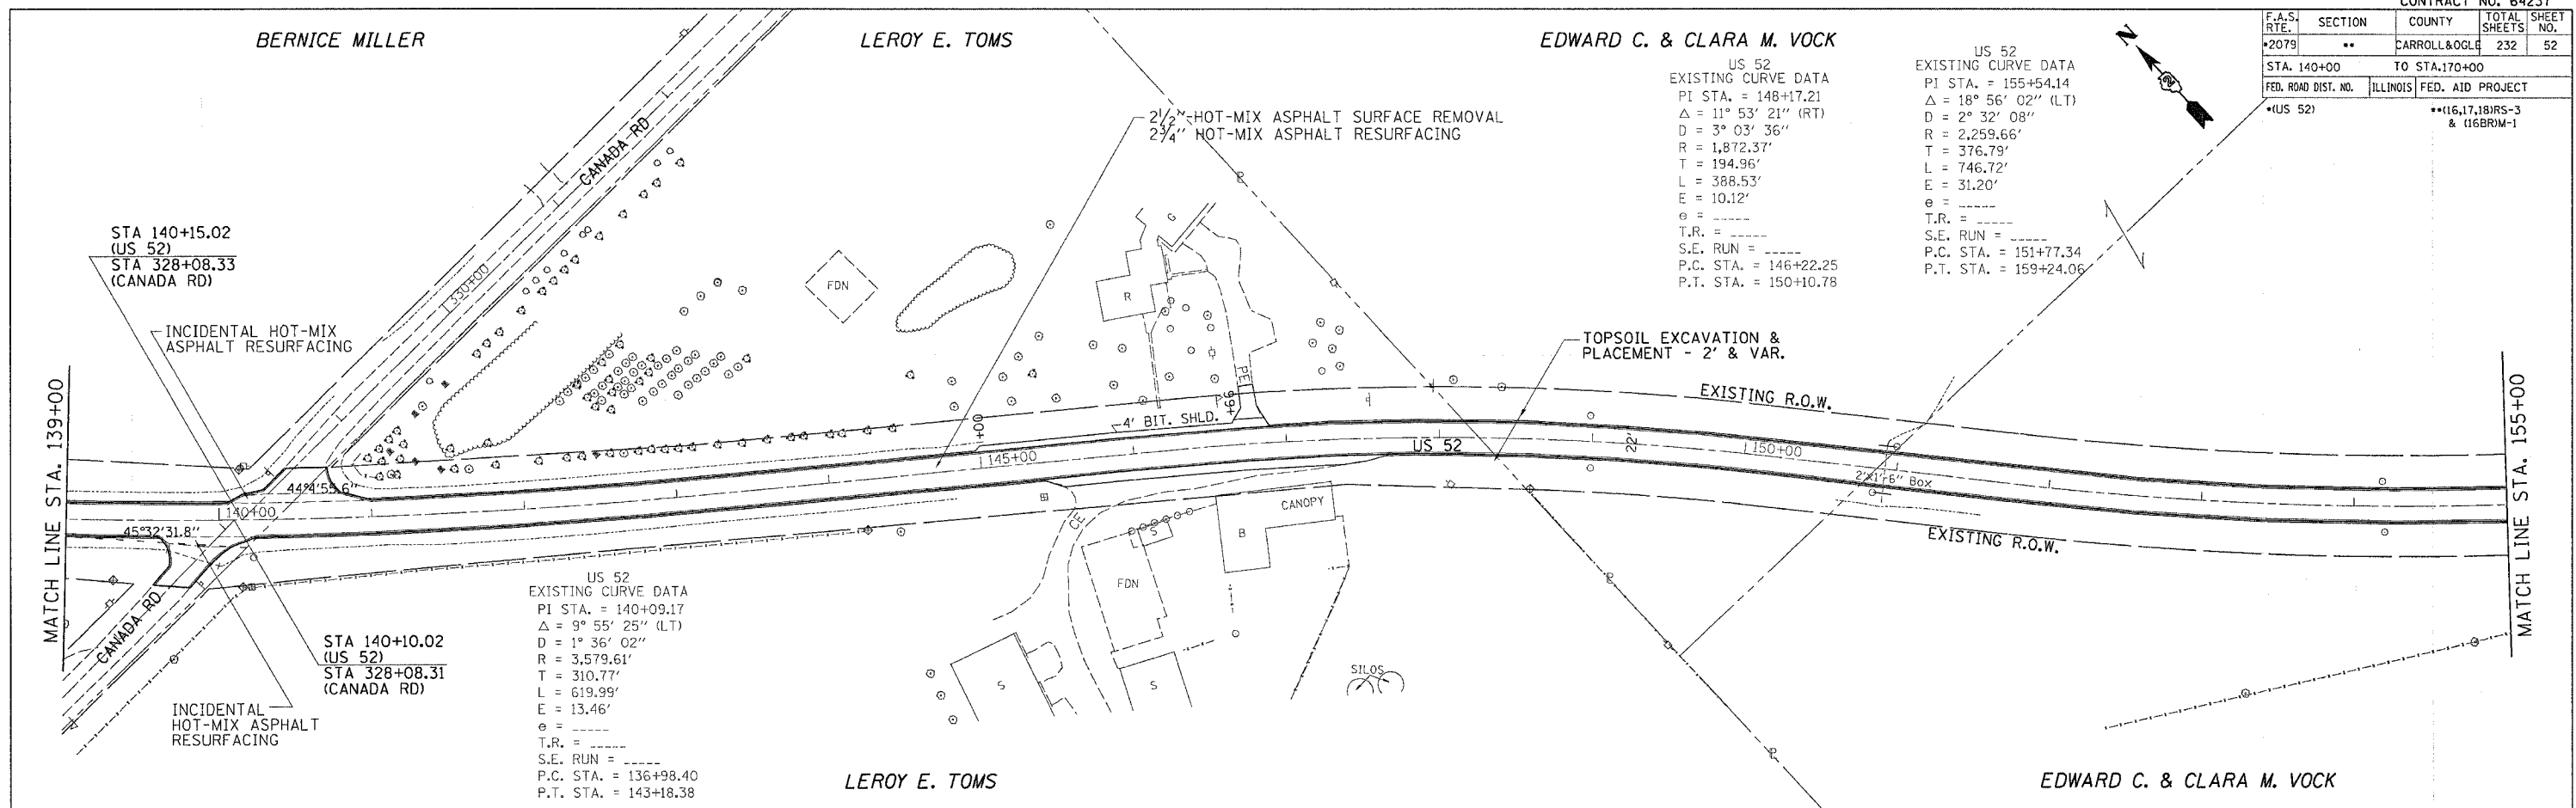 CONTRACT NO. 64237
F.A.S. RTE. SECTION COUNTY TOTAL SHEETS SHEET NO.
*2079 ** CARROLL&OGLE 232 52
STA. 140+00 TO STA.170+00
FED. ROAD DIST. NO. ILLINOIS FED. AID PROJECT
*(US 52) **(16,17,18)RS-3
& (16BR)M-1
BERNICE MILLER
LEROY E. TOMS
EDWARD C. & CLARA M. VOCK
N
US 52
EXISTING CURVE DATA
PI STA. = 148+17.21
Δ = 11° 53' 21" (RT)
D = 3° 03' 36"
R = 1,872.37'
T = 194.96'
L = 388.53'
E = 10.12'
e = _____
T.R. = _____
S.E. RUN = _____
P.C. STA. = 146+22.25
P.T. STA. = 150+10.78
US 52
EXISTING CURVE DATA
PI STA. = 155+54.14
Δ = 18° 56' 02" (LT)
D = 2° 32' 08"
R = 2,259.66'
T = 376.79'
L = 746.72'
E = 31.20'
e = _____
T.R. = _____
S.E. RUN = _____
P.C. STA. = 151+77.34
P.T. STA. = 159+24.06
2½" HOT-MIX ASPHALT SURFACE REMOVAL
2¾" HOT-MIX ASPHALT RESURFACING
CANADA RD
330+00
STA 140+15.02
(US 52)
STA 328+08.33
(CANADA RD)
INCIDENTAL HOT-MIX
ASPHALT RESURFACING
FDN
G
R
PE
+99
+00
4' BIT. SHLD.
TOPSOIL EXCAVATION &
PLACEMENT - 2' & VAR.
EXISTING R.O.W.
MATCH LINE STA. 139+00
MATCH LINE STA. 155+00
44°4'55.6"
140+00
45°32'31.8"
145+00
US 52
22'
150+00
2'X1'-6" Box
EXISTING R.O.W.
CE
S
CANOPY
B
FDN
S
S
SILOS
CANADA RD
STA 140+10.02
(US 52)
STA 328+08.31
(CANADA RD)
INCIDENTAL
HOT-MIX ASPHALT
RESURFACING
US 52
EXISTING CURVE DATA
PI STA. = 140+09.17
Δ = 9° 55' 25" (LT)
D = 1° 36' 02"
R = 3,579.61'
T = 310.77'
L = 619.99'
E = 13.46'
e = _____
T.R. = _____
S.E. RUN = _____
P.C. STA. = 136+98.40
P.T. STA. = 143+18.38
LEROY E. TOMS
EDWARD C. & CLARA M. VOCK